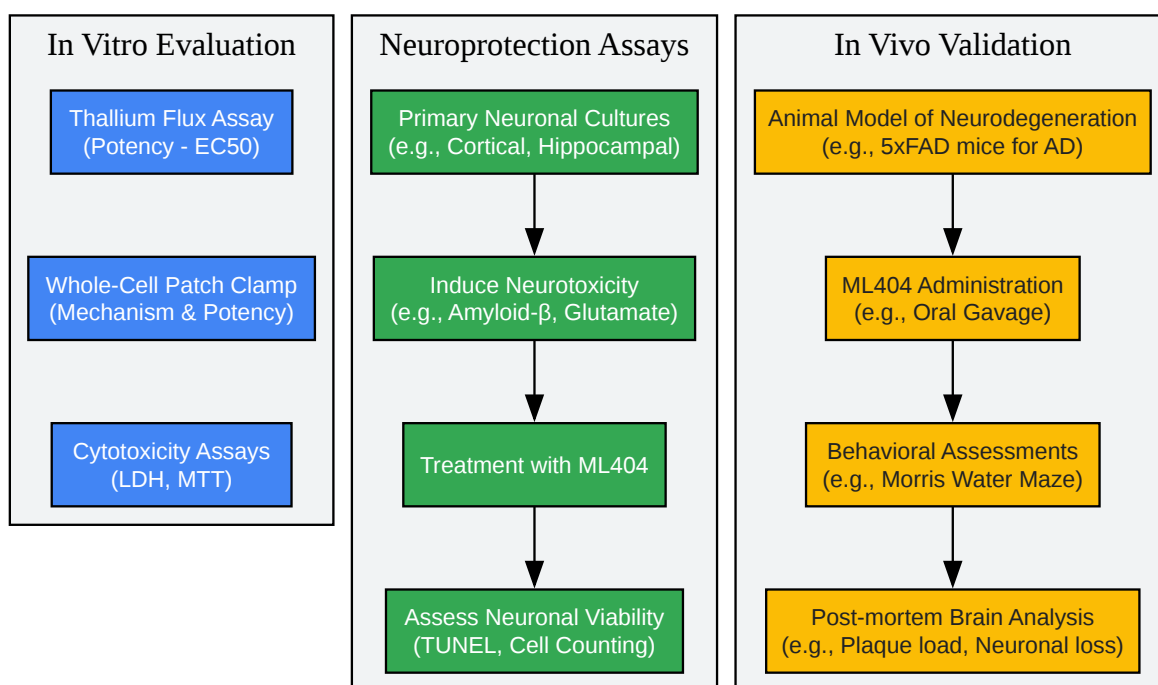 In Vitro Evaluation
Thallium Flux Assay
(Potency - EC50)
Whole-Cell Patch Clamp
(Mechanism & Potency)
Cytotoxicity Assays
(LDH, MTT)
Neuroprotection Assays
Primary Neuronal Cultures
(e.g., Cortical, Hippocampal)
Induce Neurotoxicity
(e.g., Amyloid-β, Glutamate)
Treatment with ML404
Assess Neuronal Viability
(TUNEL, Cell Counting)
In Vivo Validation
Animal Model of Neurodegeneration
(e.g., 5xFAD mice for AD)
ML404 Administration
(e.g., Oral Gavage)
Behavioral Assessments
(e.g., Morris Water Maze)
Post-mortem Brain Analysis
(e.g., Plaque load, Neuronal loss)